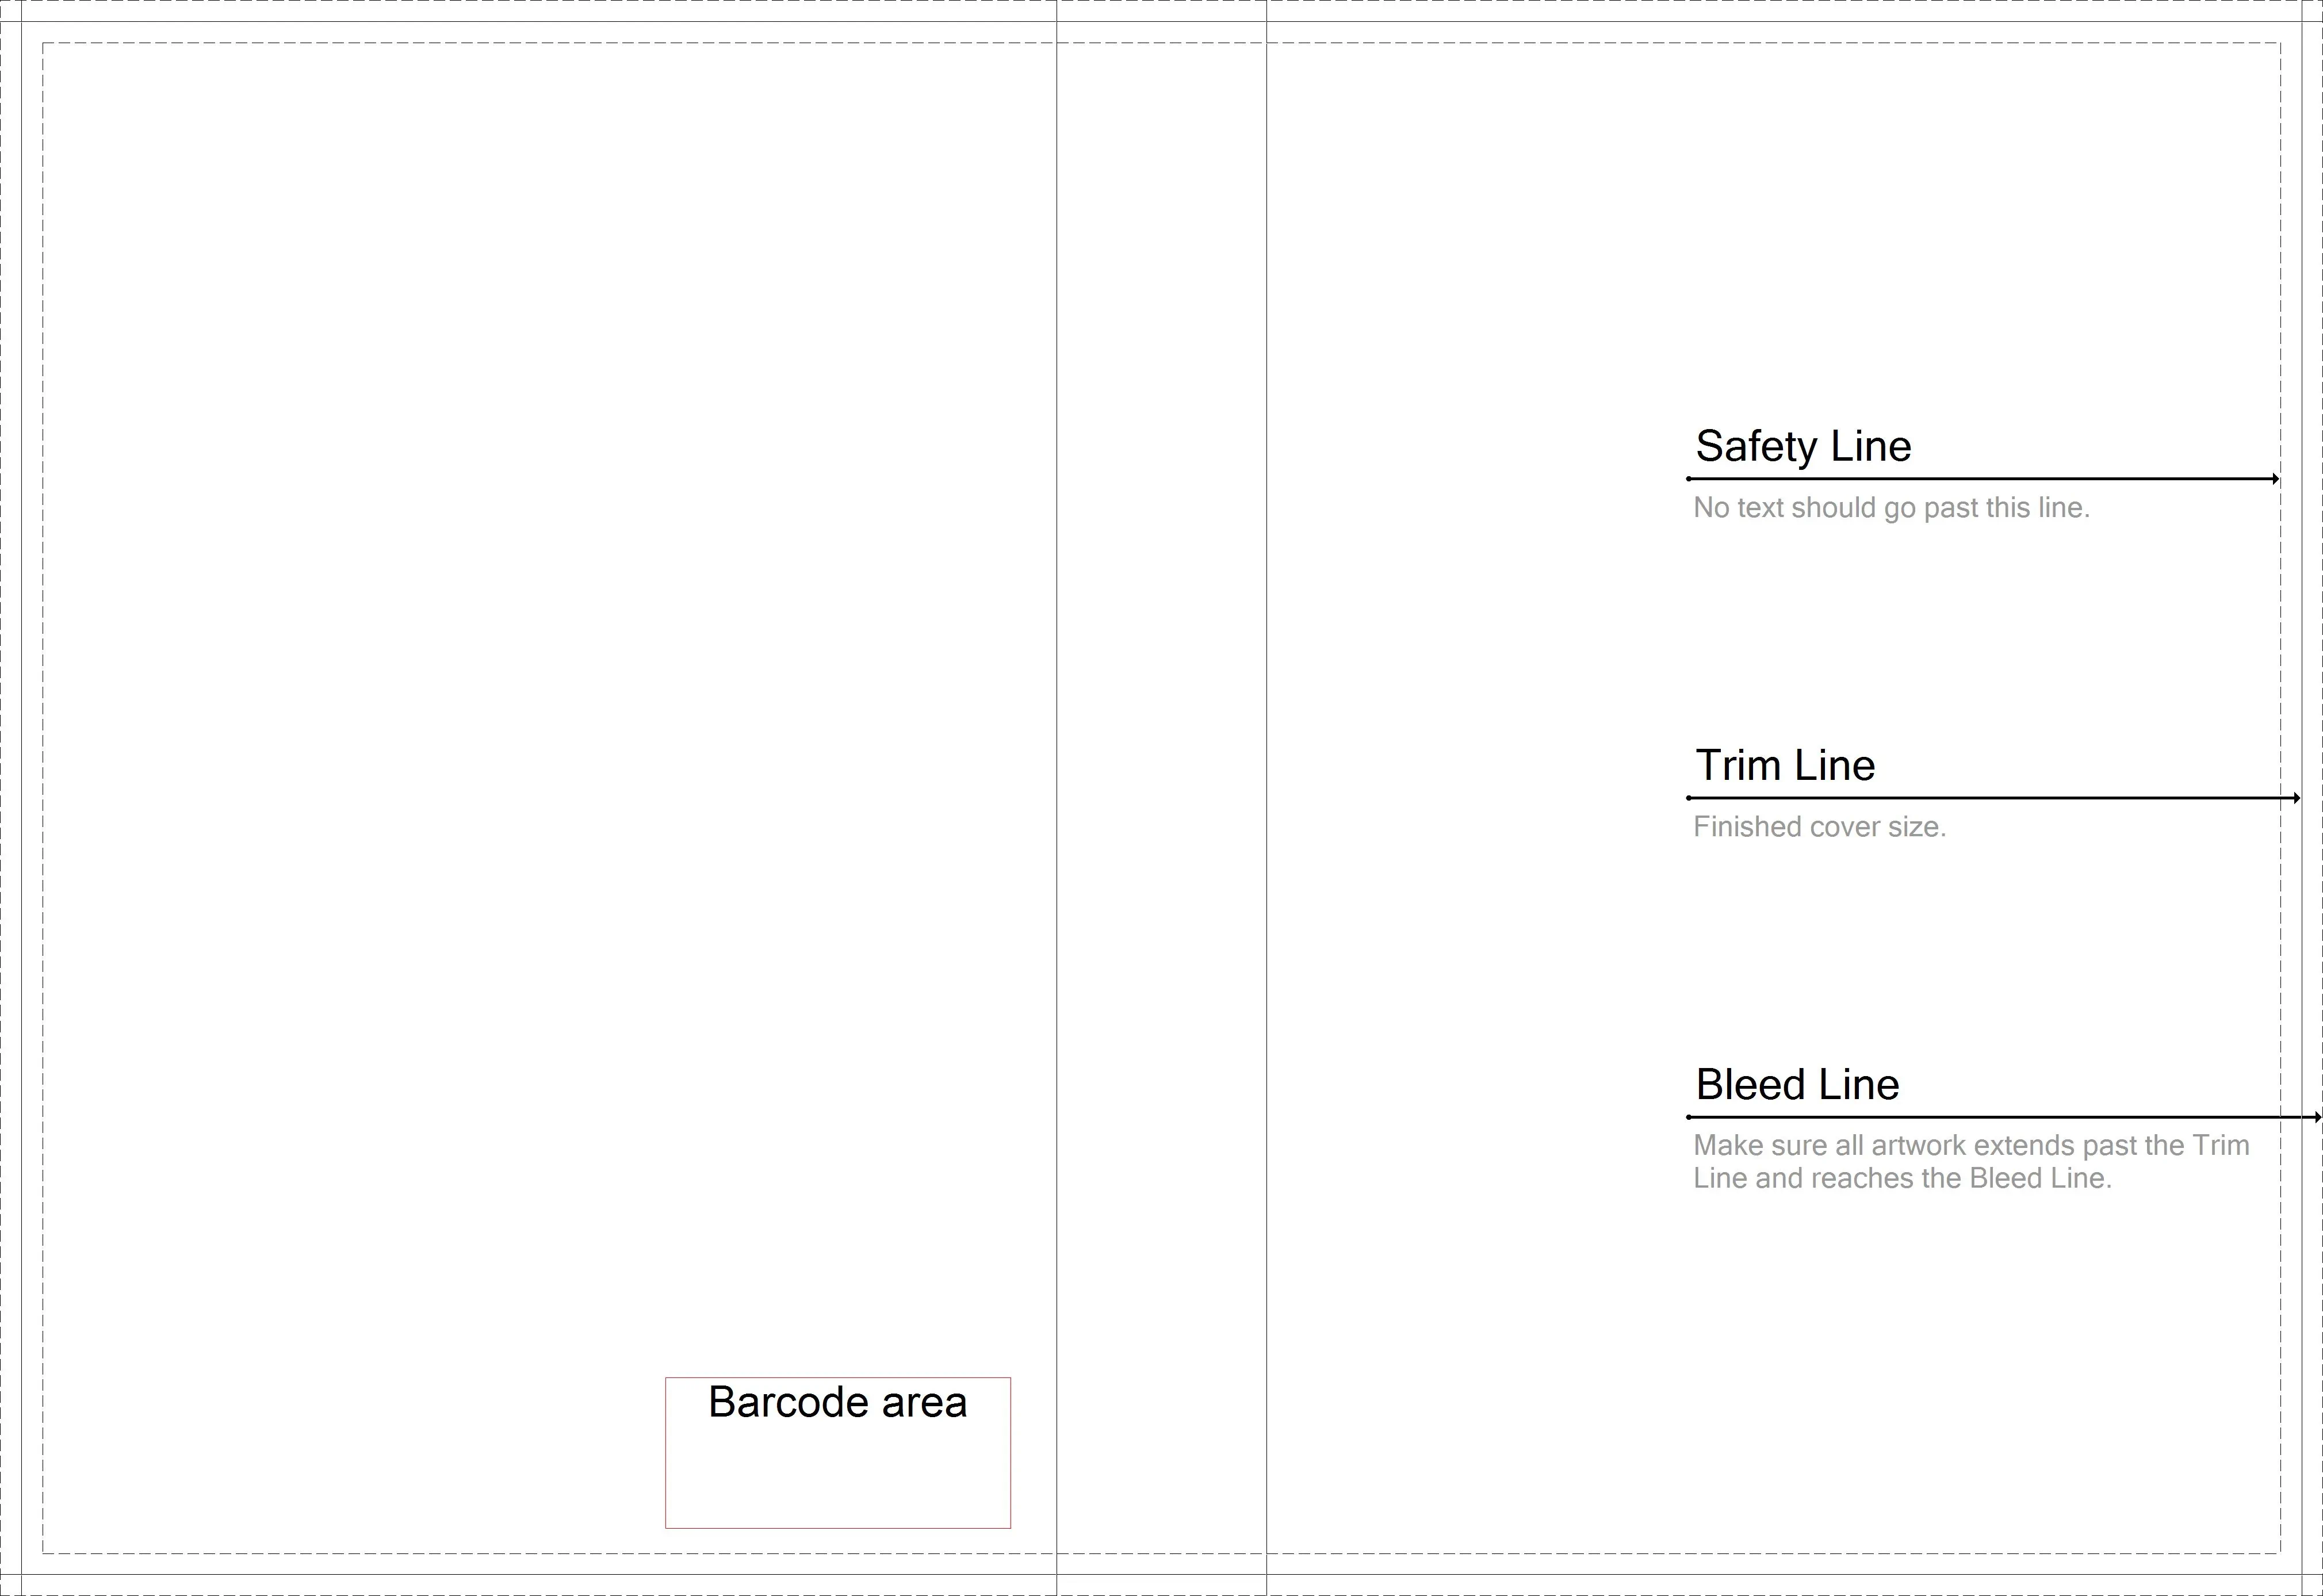 Safety Line
No text should go past this line.
Trim Line
Finished cover size.
Bleed Line
Make sure all artwork extends past the Trim
Line and reaches the Bleed Line.
Barcode area